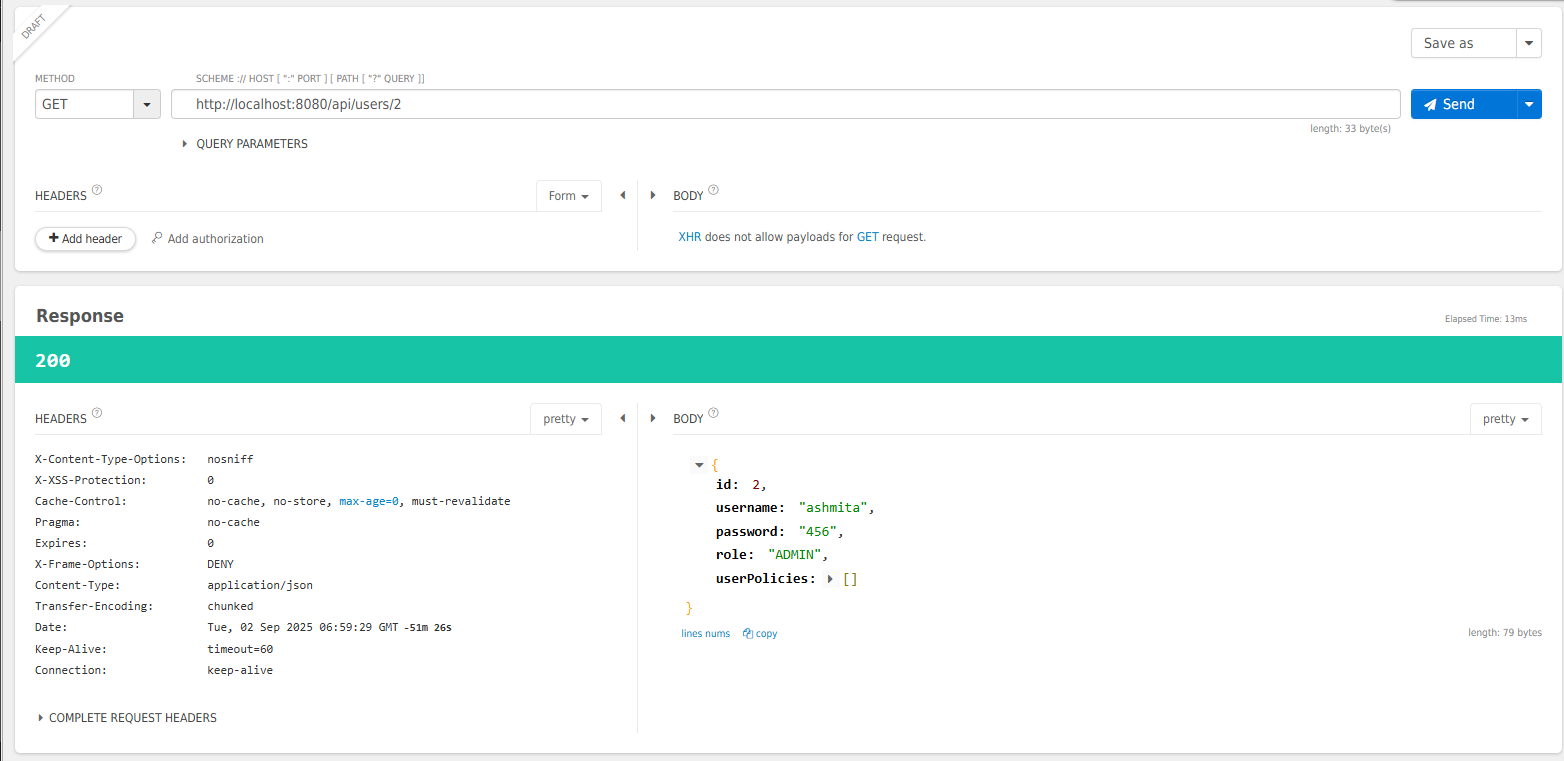 DRAFT
Save as
METHOD
SCHEME :// HOST [ ":" PORT ] [ PATH [ "?" QUERY ]]
GET
http://localhost:8080/api/users/2
Send
length: 33 byte(s)
QUERY PARAMETERS
HEADERS ?
Form
BODY ?
+ Add header
Add authorization
XHR does not allow payloads for GET request.
Response
Elapsed Time: 13ms
200
HEADERS ?
pretty
BODY ?
pretty
X-Content-Type-Options: nosniff
X-XSS-Protection: 0
Cache-Control: no-cache, no-store, max-age=0, must-revalidate
Pragma: no-cache
Expires: 0
X-Frame-Options: DENY
Content-Type: application/json
Transfer-Encoding: chunked
Date: Tue, 02 Sep 2025 06:59:29 GMT -51m 26s
Keep-Alive: timeout=60
Connection: keep-alive
COMPLETE REQUEST HEADERS
{
id: 2,
username: "ashmita",
password: "456",
role: "ADMIN",
userPolicies: []
}
lines nums
copy
length: 79 bytes